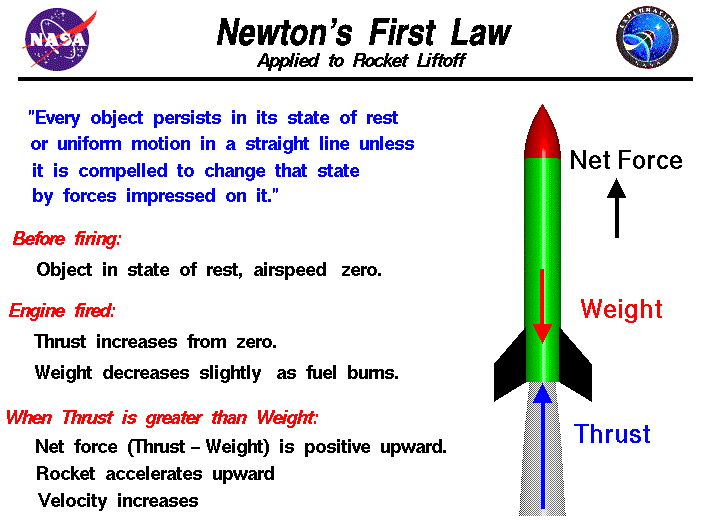 NASA
Newton's First Law
Applied to Rocket Liftoff
EXPLORATION
NASA
"Every object persists in its state of rest
or uniform motion in a straight line unless
it is compelled to change that state
by forces impressed on it."
Net Force
Before firing:
Object in state of rest, airspeed zero.
Engine fired:
Weight
Thrust increases from zero.
Weight decreases slightly as fuel burns.
When Thrust is greater than Weight:
Thrust
Net force (Thrust – Weight) is positive upward.
Rocket accelerates upward
Velocity increases